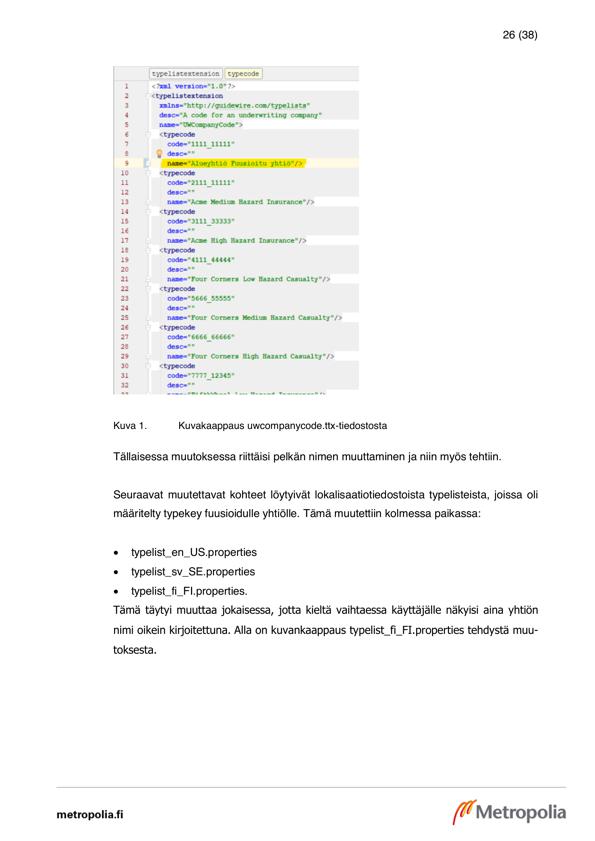 26 (38)
typelistextension typecode
1 <?xml version="1.0"?>
2 <typelistextension
3 xmlns="http://guidewire.com/typelists"
4 desc="A code for an underwriting company"
5 name="UWCompanyCode">
6 <typecode
7 code="1111_11111"
8 desc=""
9 name="Alueyhtiö Fuusioitu yhtiö"/>
10 <typecode
11 code="2111_11111"
12 desc=""
13 name="Acme Medium Hazard Insurance"/>
14 <typecode
15 code="3111_33333"
16 desc=""
17 name="Acme High Hazard Insurance"/>
18 <typecode
19 code="4111_44444"
20 desc=""
21 name="Four Corners Low Hazard Casualty"/>
22 <typecode
23 code="5666_55555"
24 desc=""
25 name="Four Corners Medium Hazard Casualty"/>
26 <typecode
27 code="6666_66666"
28 desc=""
29 name="Four Corners High Hazard Casualty"/>
30 <typecode
31 code="7777_12345"
32 desc=""
Kuva 1. Kuvakaappaus uwcompanycode.ttx-tiedostosta
Tällaisessa muutoksessa riittäisi pelkän nimen muuttaminen ja niin myös tehtiin.
Seuraavat muutettavat kohteet löytyivät lokalisaatiotiedostoista typelisteista, joissa oli
määritelty typekey fuusioidulle yhtiölle. Tämä muutettiin kolmessa paikassa:
• typelist_en_US.properties
• typelist_sv_SE.properties
• typelist_fi_FI.properties.
Tämä täytyi muuttaa jokaisessa, jotta kieltä vaihtaessa käyttäjälle näkyisi aina yhtiön
nimi oikein kirjoitettuna. Alla on kuvankaappaus typelist_fi_FI.properties tehdystä muu-
toksesta.
metropolia.fi
Metropolia